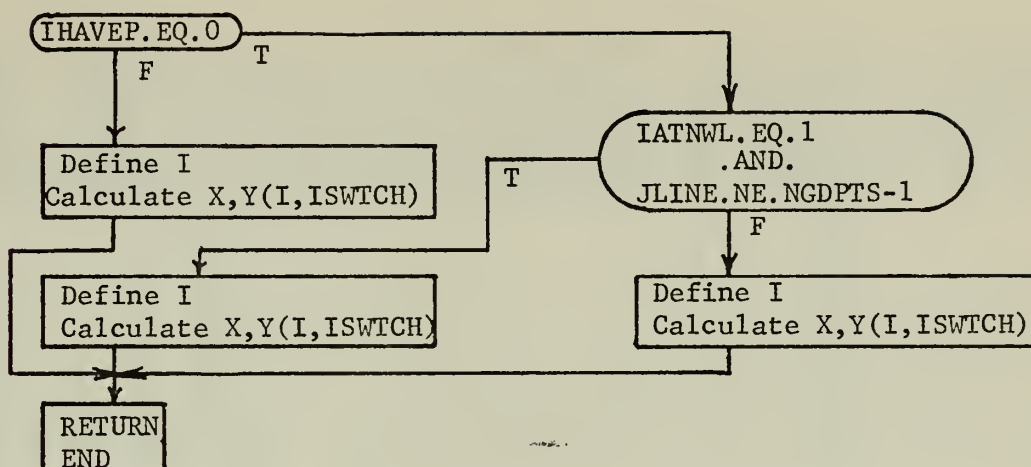 IHAVEP.EQ.0
T
F
IATNWL.EQ.1
.AND.
JLINE.NE.NGDPTS-1
Define I
Calculate X,Y(I,ISWTCH)
T
F
Define I
Calculate X,Y(I,ISWTCH)
Define I
Calculate X,Y(I,ISWTCH)
RETURN
END